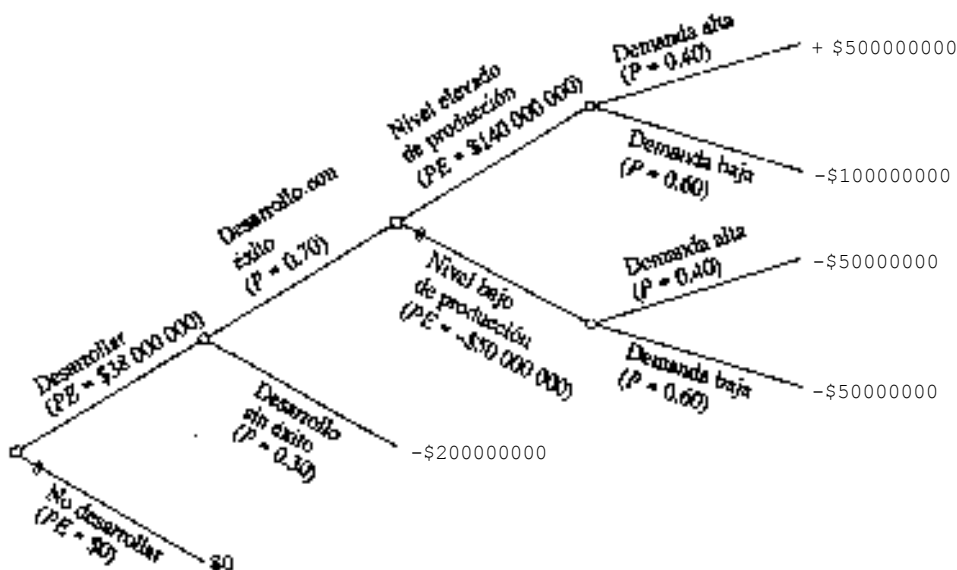 Demanda alta
(P = 0.40)
+ $500000000
Nivel elevado
de producción
(PE = $140 000 000)
Demanda baja
(P = 0.60)
-$100000000
Desarrollo con
éxito
(P = 0.70)
Demanda alta
(P = 0.40)
-$50000000
Nivel bajo
de producción
(PE = -$50 000 000)
Demanda baja
(P = 0.60)
-$50000000
Desarrollar
(PE = $38 000 000)
Desarrollo
sin éxito
(P = 0.30)
-$200000000
No desarrollar
(PE = $0)
$0